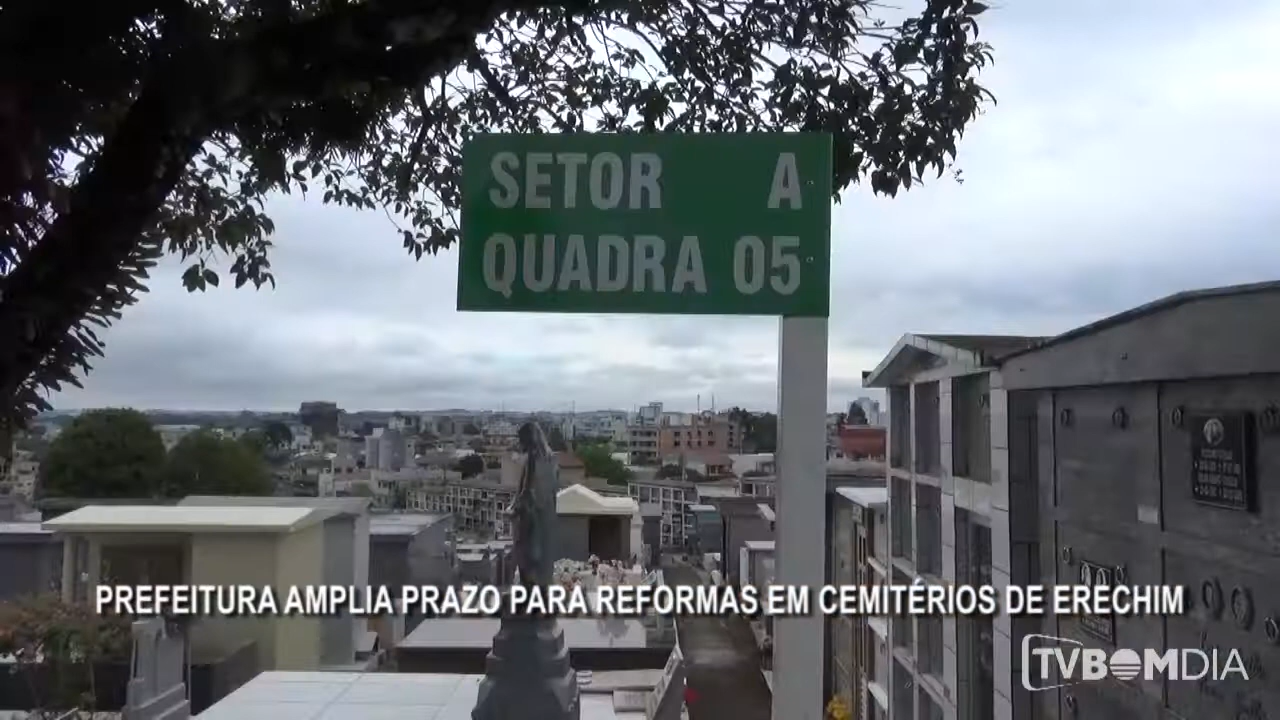 SETOR A
QUADRA 05
PREFEITURA AMPLIA PRAZO PARA REFORMAS EM CEMITÉRIOS DE ERECHIM
TVBOMDIA